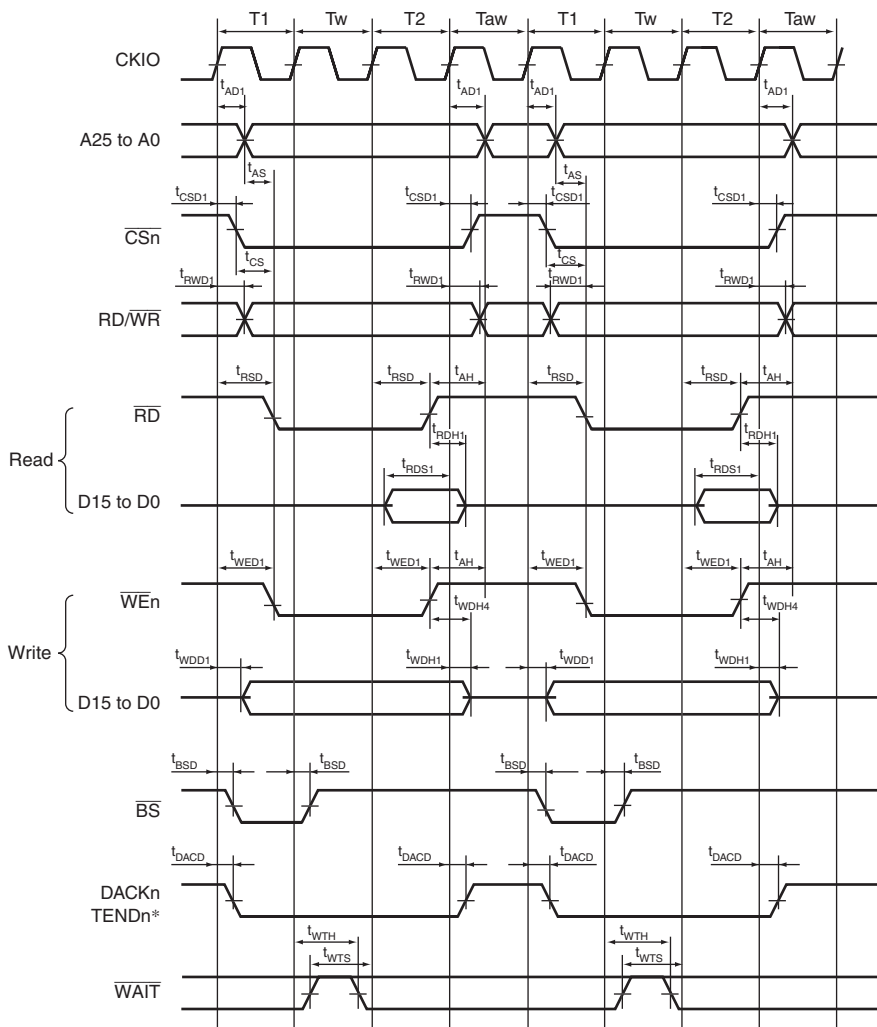 T1 Tw T2 Taw T1 Tw T2 Taw
CKIO
tAD1 tAD1 tAD1 tAD1
A25 to A0
tAS tAS
tCSD1 tCSD1 tCSD1 tCSD1
CSn
tCS tCS
tRWD1 tRWD1 tRWD1 tRWD1
RD/WR
tRSD tRSD tAH tRSD tRSD tAH
RD
tRDH1 tRDH1
Read
tRDS1 tRDS1
D15 to D0
tWED1 tWED1 tAH tWED1 tWED1 tAH
WEn
tWDH4 tWDH4
Write
tWDD1 tWDH1 tWDD1 tWDH1
D15 to D0
tBSD tBSD tBSD tBSD
BS
tDACD tDACD tDACD tDACD
DACKn
TENDn*
tWTH tWTH
tWTS tWTS
WAIT